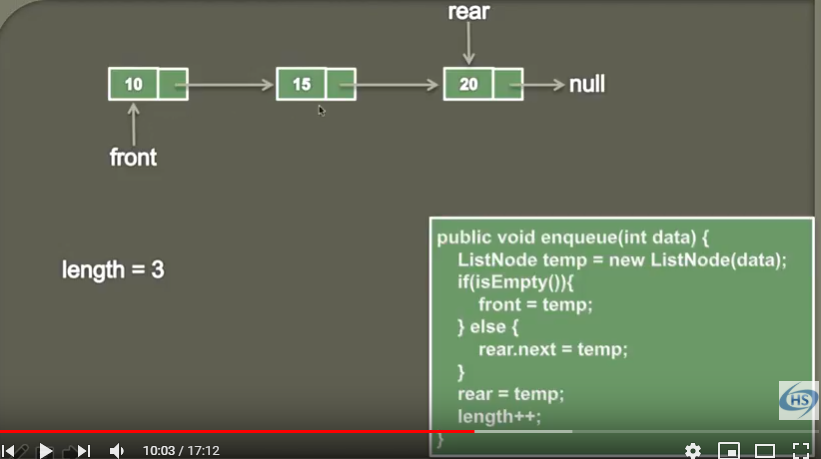 rear
10 15 20 null
front
length = 3
public void enqueue(int data) {
ListNode temp = new ListNode(data);
if(isEmpty()){
front = temp;
} else {
rear.next = temp;
}
rear = temp;
length++;
}
HS
10:03 / 17:12